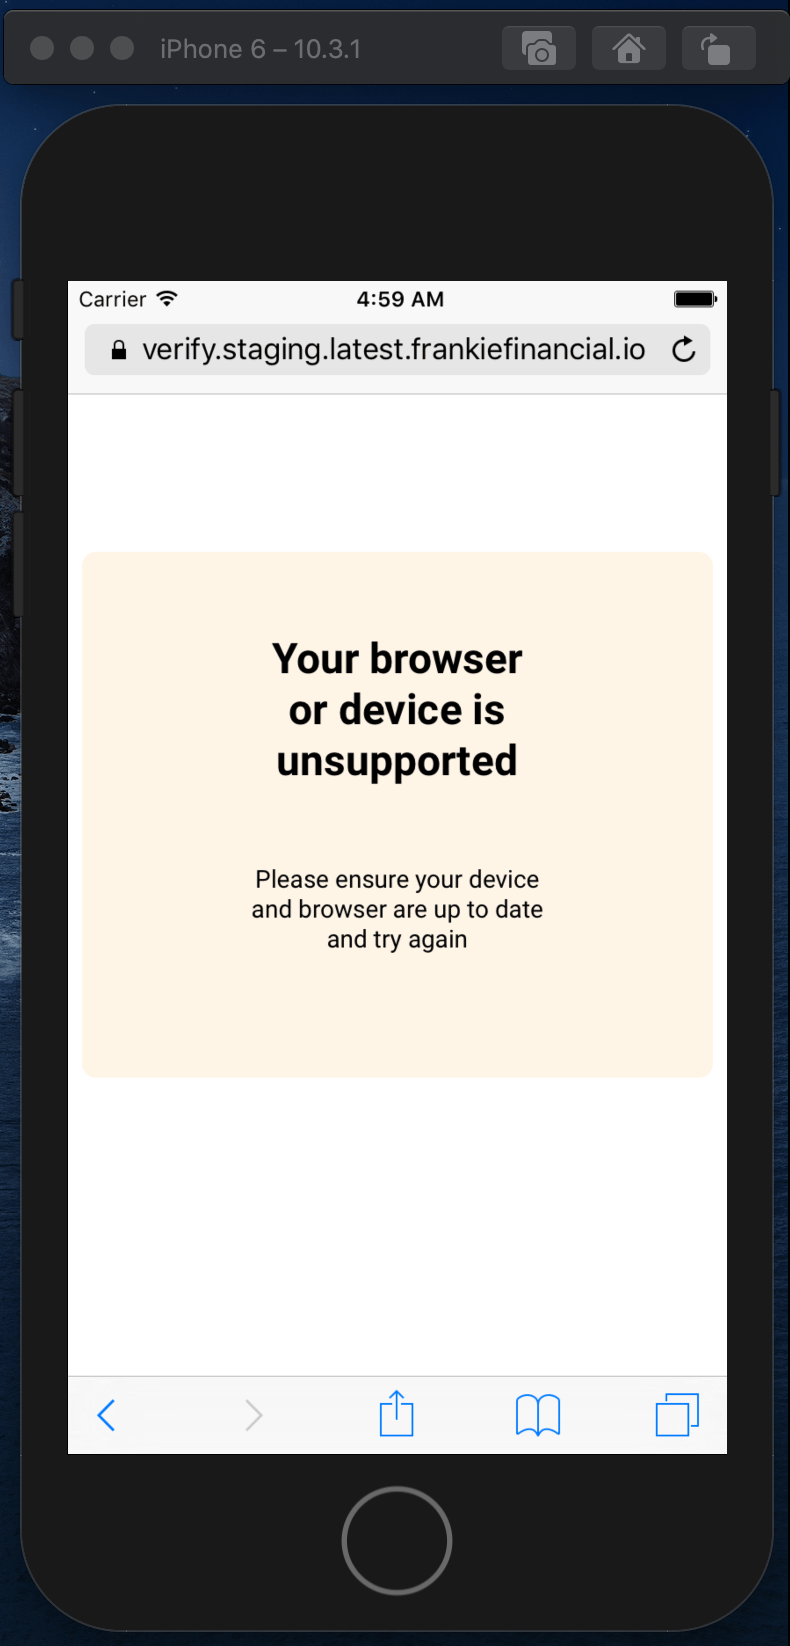 iPhone 6 – 10.3.1
Carrier
4:59 AM
verify.staging.latest.frankiefinancial.io
Your browser
or device is
unsupported
Please ensure your device
and browser are up to date
and try again